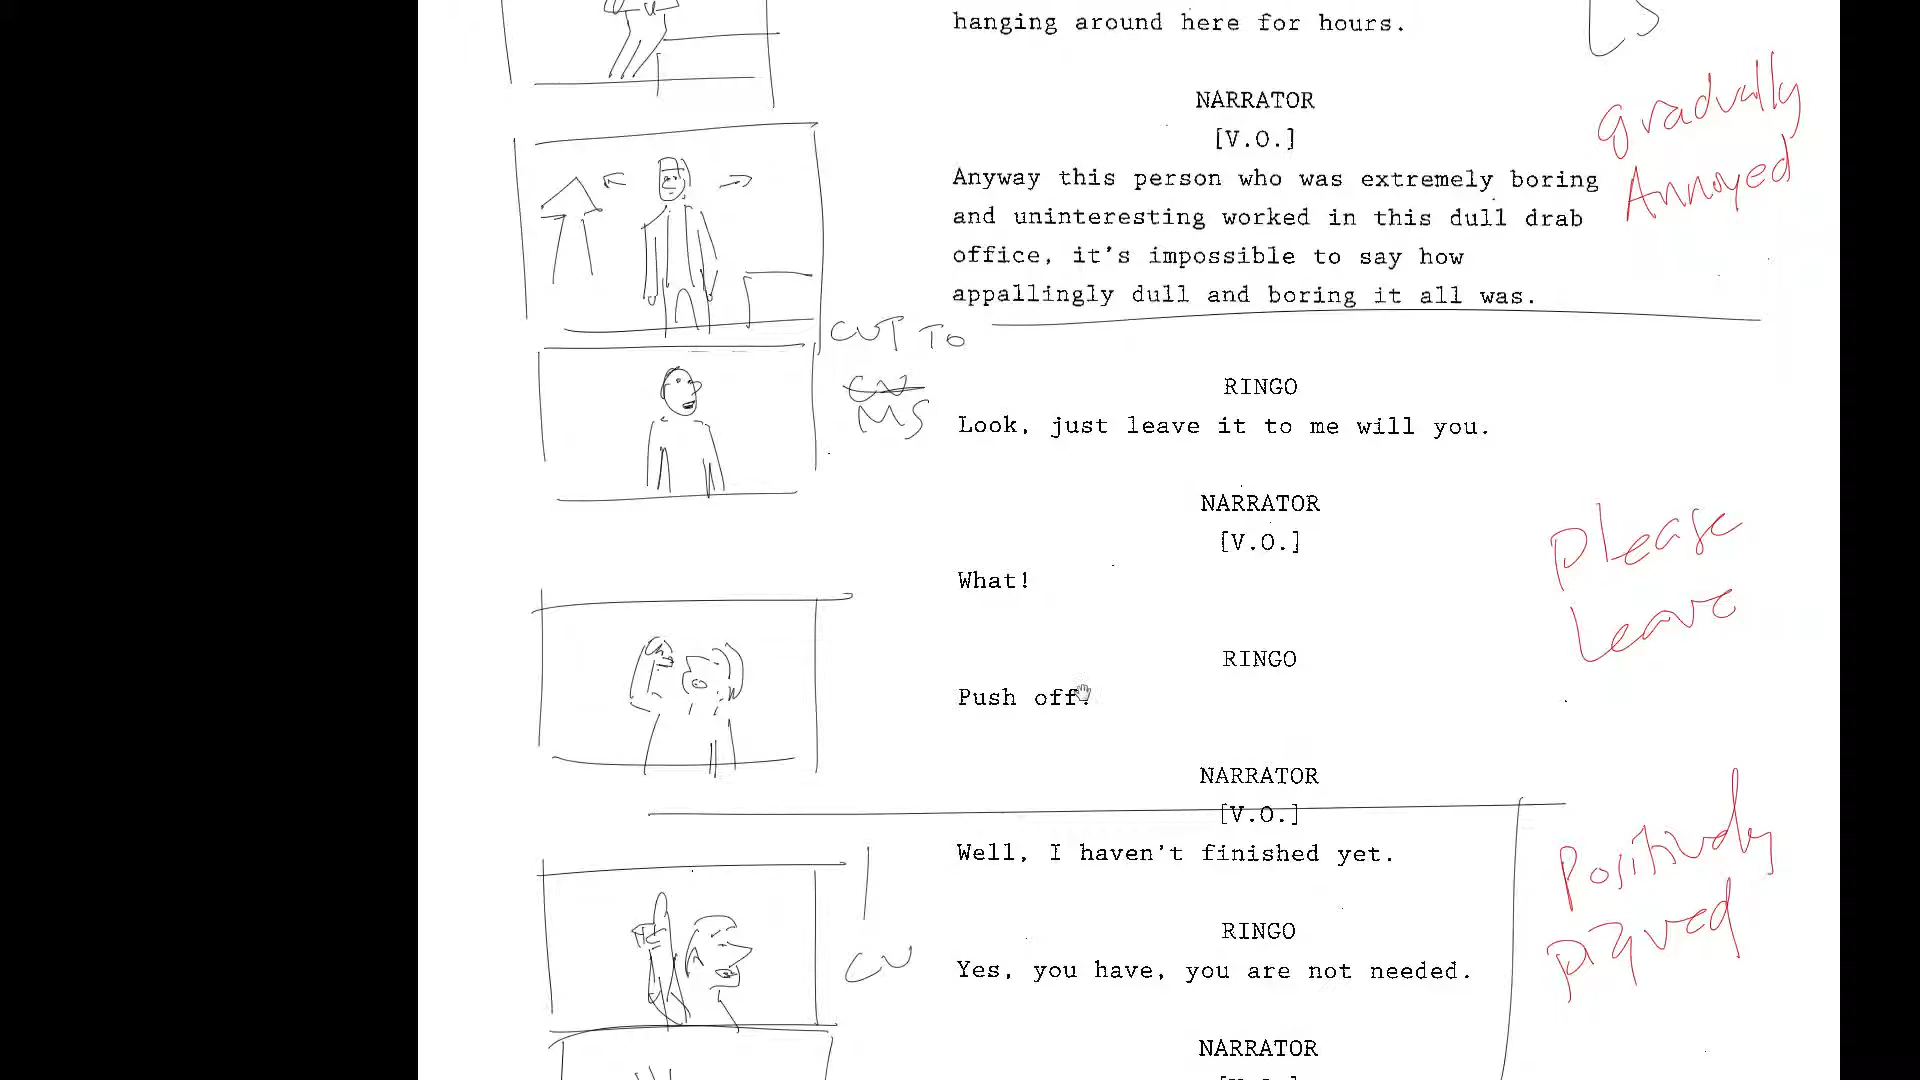 hanging around here for hours.
LS
NARRATOR
[V.O.]
gradually
Annoyed
Anyway this person who was extremely boring
and uninteresting worked in this dull drab
office, it's impossible to say how
appallingly dull and boring it all was.
CUT TO
CU
MS
RINGO
Look, just leave it to me will you.
NARRATOR
[V.O.]
What!
Please
Leave
RINGO
Push off!
NARRATOR
[V.O.]
Well, I haven't finished yet.
Positively
piqued
RINGO
CU
Yes, you have, you are not needed.
NARRATOR